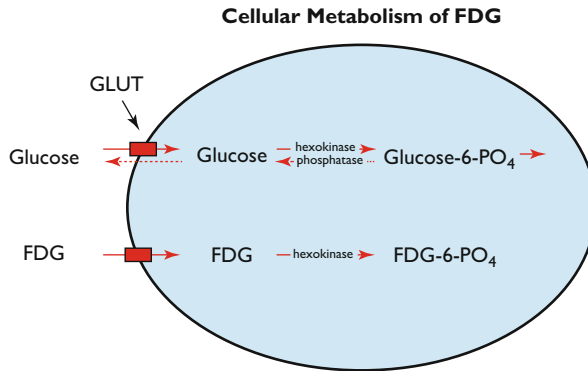 Cellular Metabolism of FDG
GLUT
Glucose
Glucose
hexokinase
phosphatase
Glucose-6-PO₄
FDG
FDG
hexokinase
FDG-6-PO₄